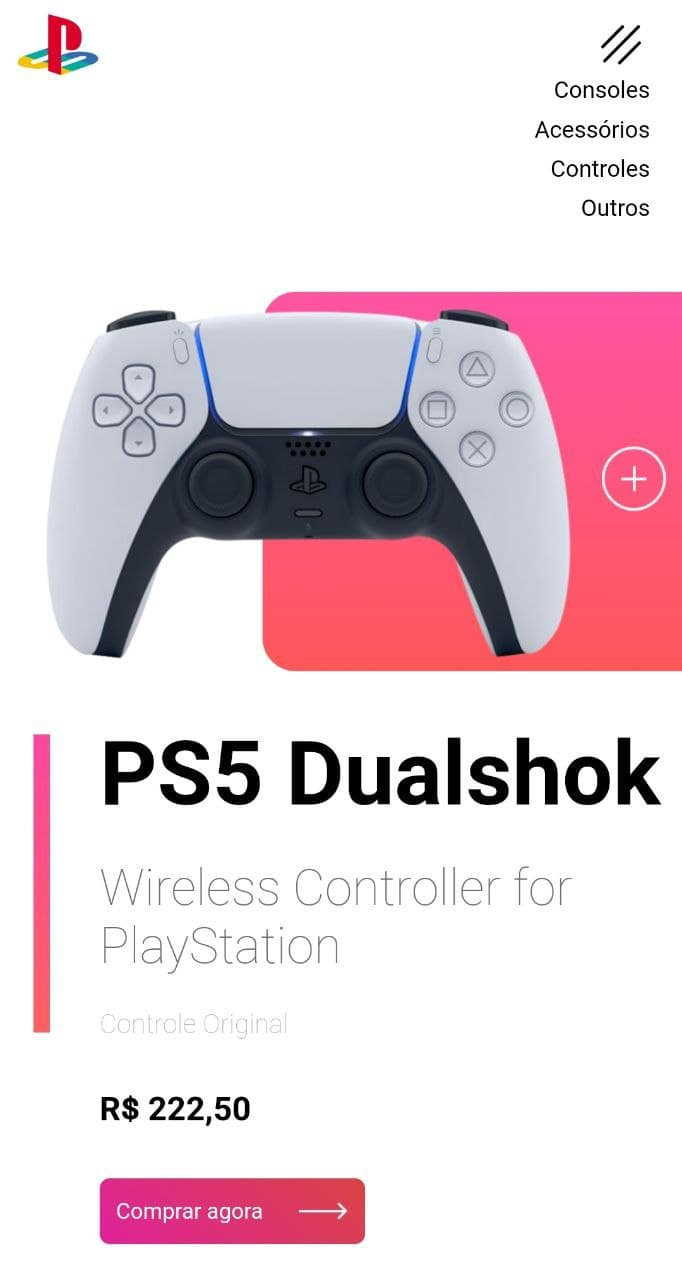 Consoles
Acessórios
Controles
Outros
PS5 Dualshok
Wireless Controller for
PlayStation
Controle Original
R$ 222,50
Comprar agora